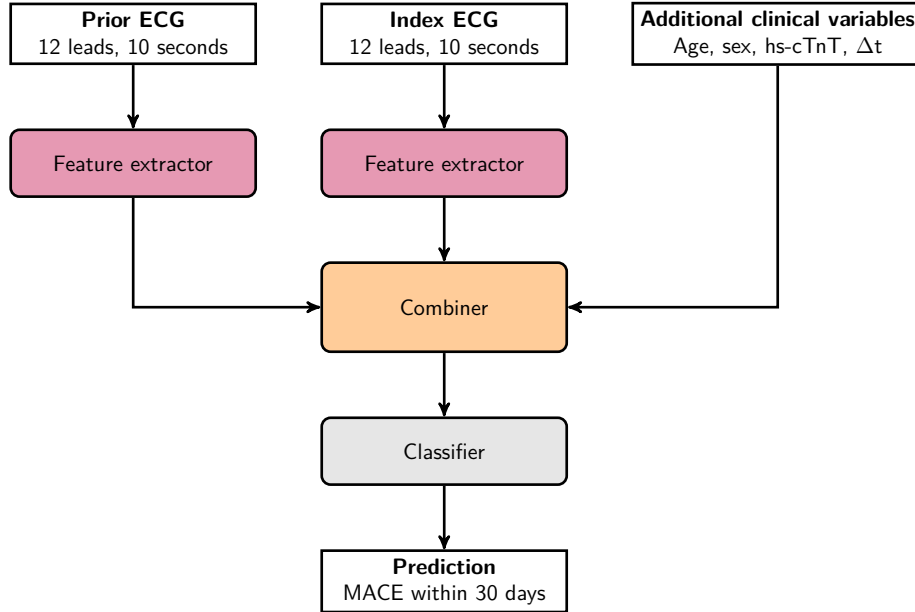 Prior ECG
12 leads, 10 seconds
Index ECG
12 leads, 10 seconds
Additional clinical variables
Age, sex, hs-cTnT, Δt
Feature extractor
Feature extractor
Combiner
Classifier
Prediction
MACE within 30 days